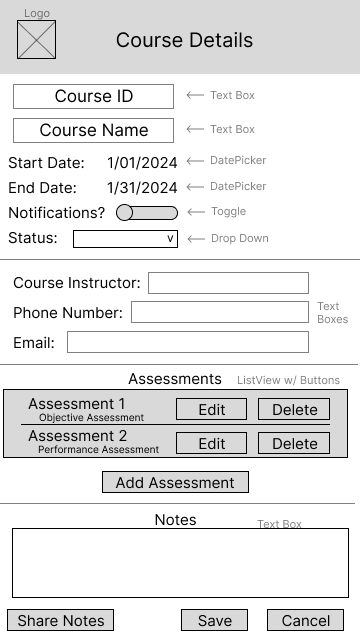 Logo
Course Details
Course ID
Text Box
Course Name
Text Box
Start Date: 1/01/2024
DatePicker
End Date: 1/31/2024
DatePicker
Notifications?
Toggle
Status: v
Drop Down
Course Instructor:
Phone Number:
Text
Boxes
Email:
Assessments
ListView w/ Buttons
Assessment 1
Objective Assessment
Edit
Delete
Assessment 2
Performance Assessment
Edit
Delete
Add Assessment
Notes
Text Box
Share Notes
Save
Cancel